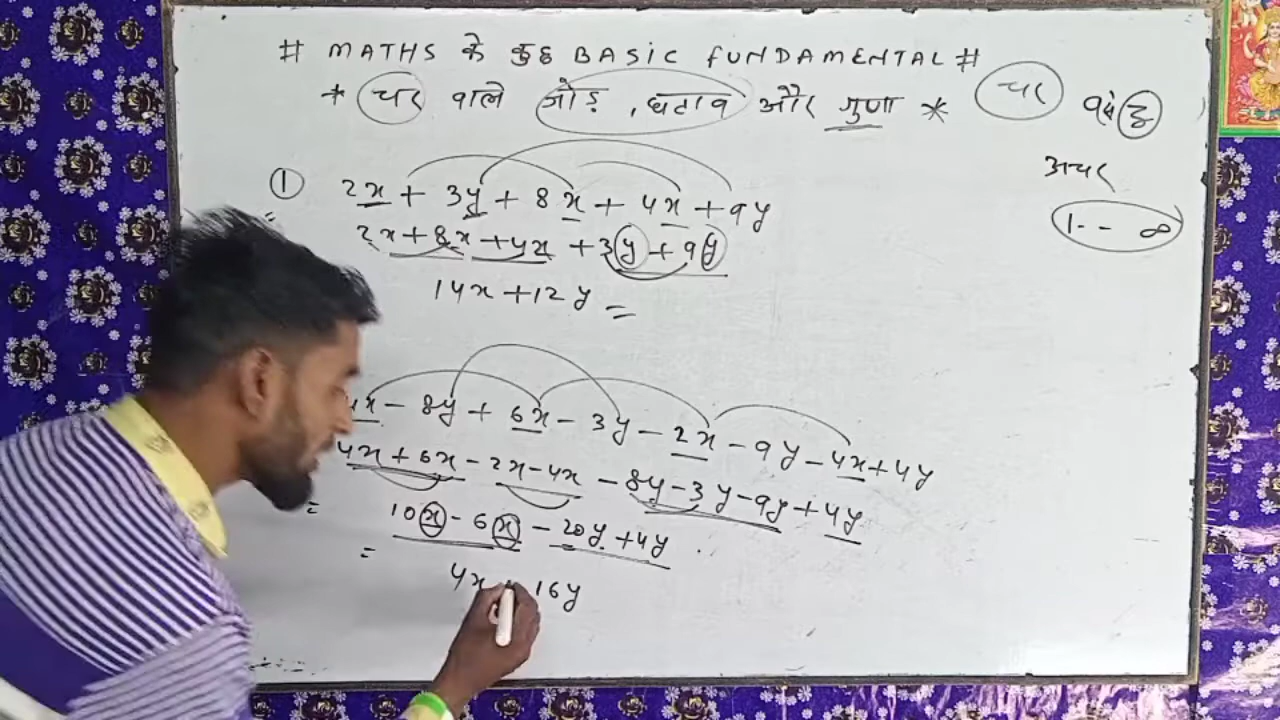 # MATHS के कुछ BASIC FUNDAMENTAL #
* चर वाले जोड़ , घटाव और गुणा * चर
अचर
1 - - ∞
① 2x + 3y + 8x + 4x + 9y
= 2x + 8x + 4x + 3y + 9y
14x + 12y =
4x - 8y + 6x - 3y - 2x - 9y - 4x + 4y
4x + 6x - 2x - 4x - 8y - 3y - 9y + 4y
= 10x - 6x - 20y + 4y
= 4x 16y